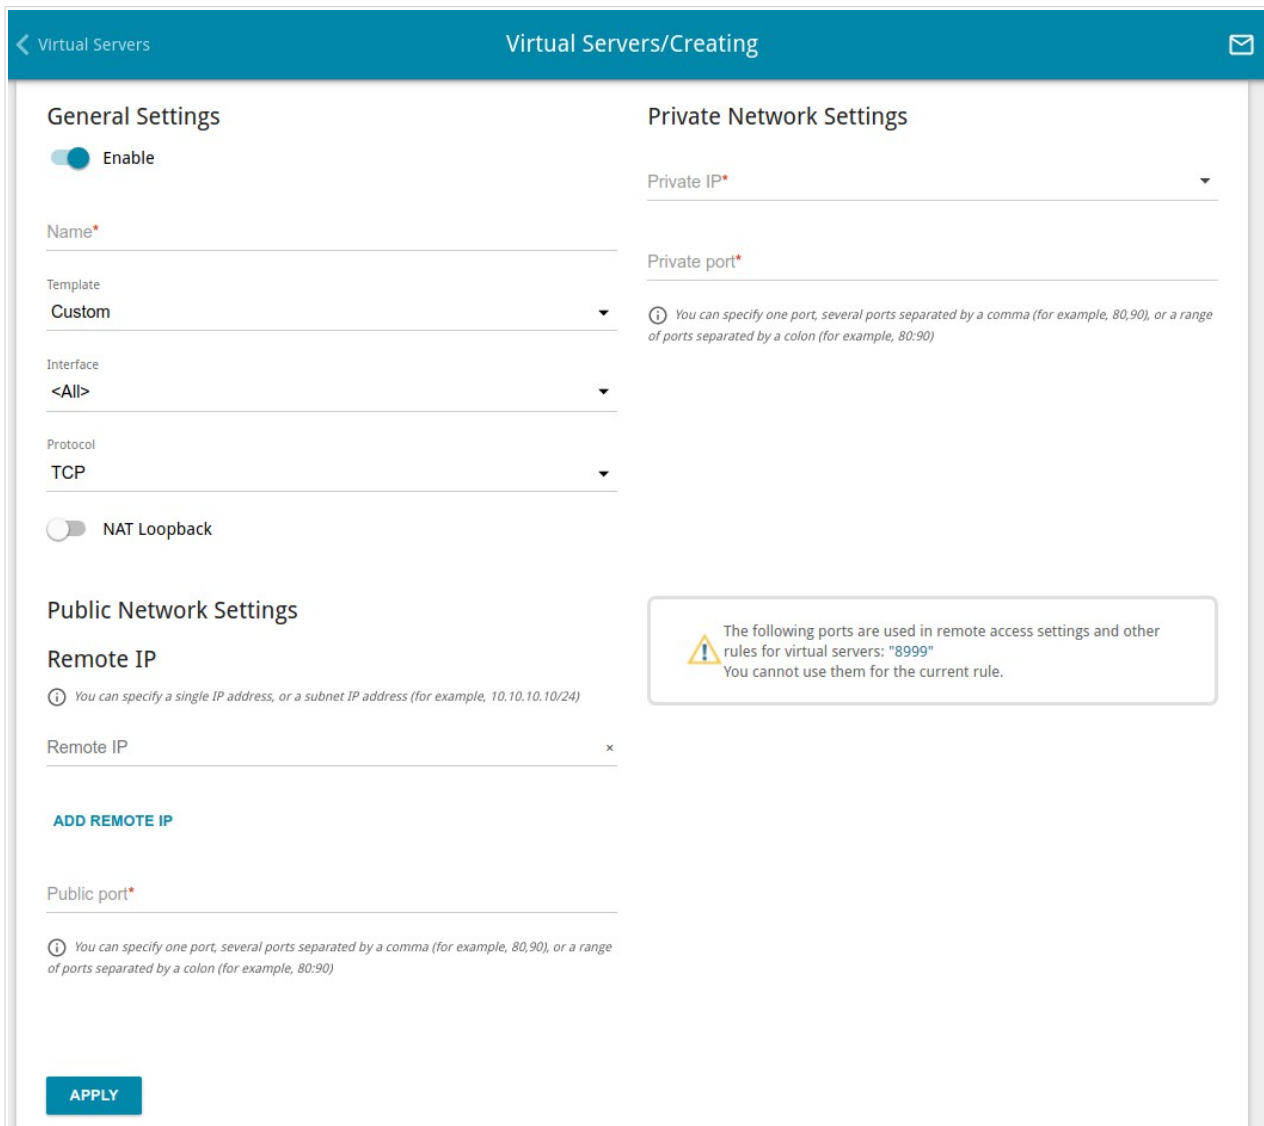 Virtual Servers
Virtual Servers/Creating
General Settings
Enable
Name*
Template
Custom
Interface
<All>
Protocol
TCP
NAT Loopback
Private Network Settings
Private IP*
Private port*
You can specify one port, several ports separated by a comma (for example, 80,90), or a range
of ports separated by a colon (for example, 80:90)
Public Network Settings
Remote IP
You can specify a single IP address, or a subnet IP address (for example, 10.10.10.10/24)
Remote IP
×
ADD REMOTE IP
Public port*
You can specify one port, several ports separated by a comma (for example, 80,90), or a range
of ports separated by a colon (for example, 80:90)
The following ports are used in remote access settings and other
rules for virtual servers: "8999"
You cannot use them for the current rule.
APPLY